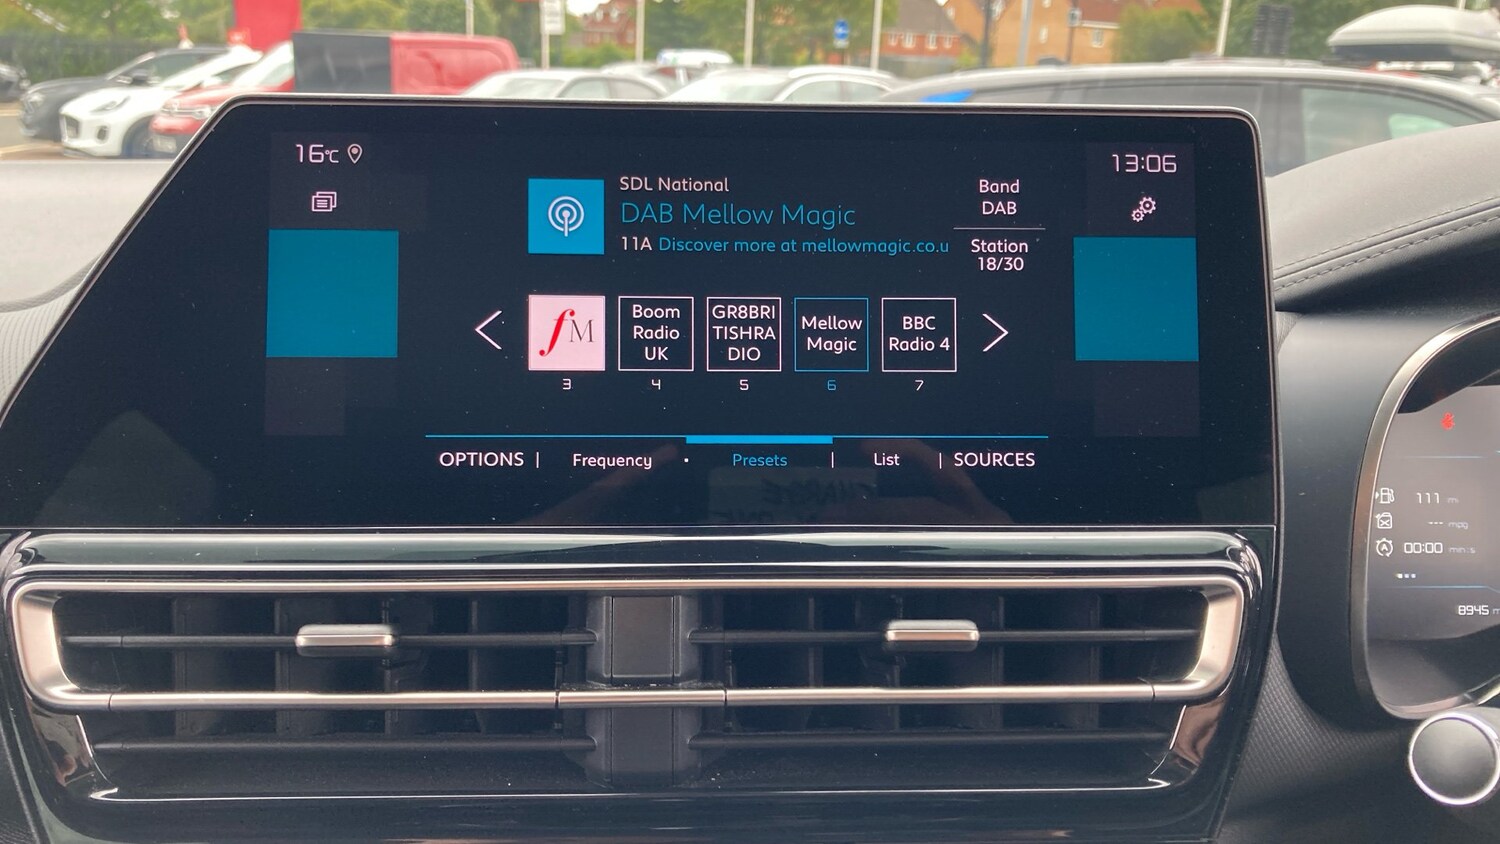 16°C
13:06
SDL National
DAB Mellow Magic
11A Discover more at mellowmagic.co.u
Band
DAB
Station
18/30
fM
Boom
Radio
UK
GR8BRI
TISHRA
DIO
Mellow
Magic
BBC
Radio 4
3
4
5
6
7
OPTIONS | Frequency • Presets | List | SOURCES
111 m
--- mpg
00:00 min:s
8945 m